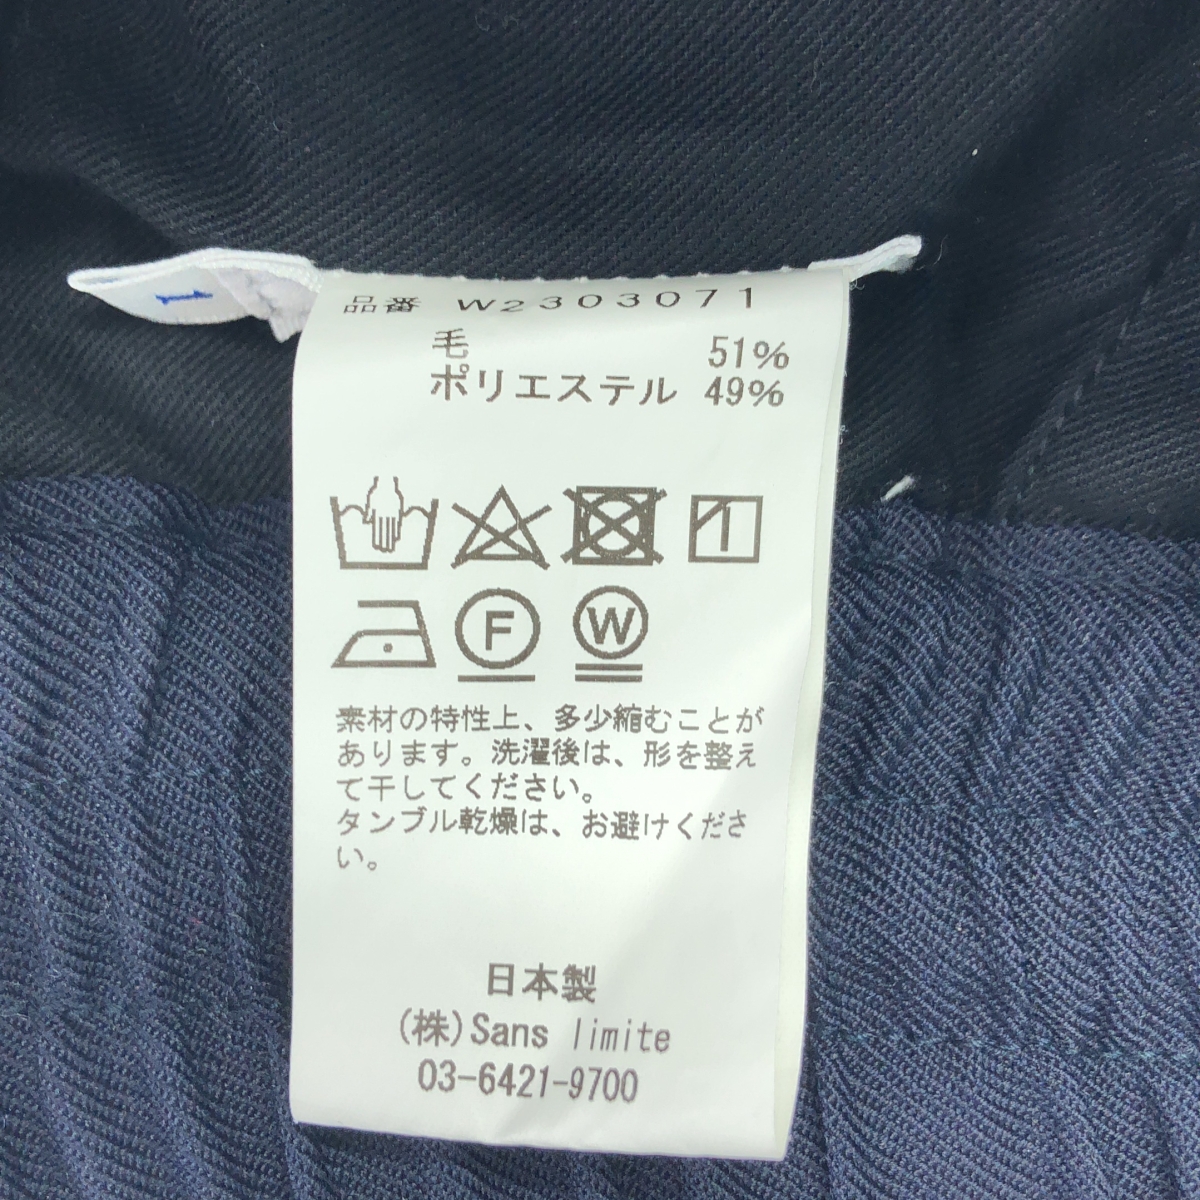 品番 W2303071
毛 51%
ポリエステル 49%
F
W
素材の特性上、多少縮むことが
あります。洗濯後は、形を整え
て干してください。
タンブル乾燥は、お避けくださ
い。
日本製
(株)Sans limite
03-6421-9700
1